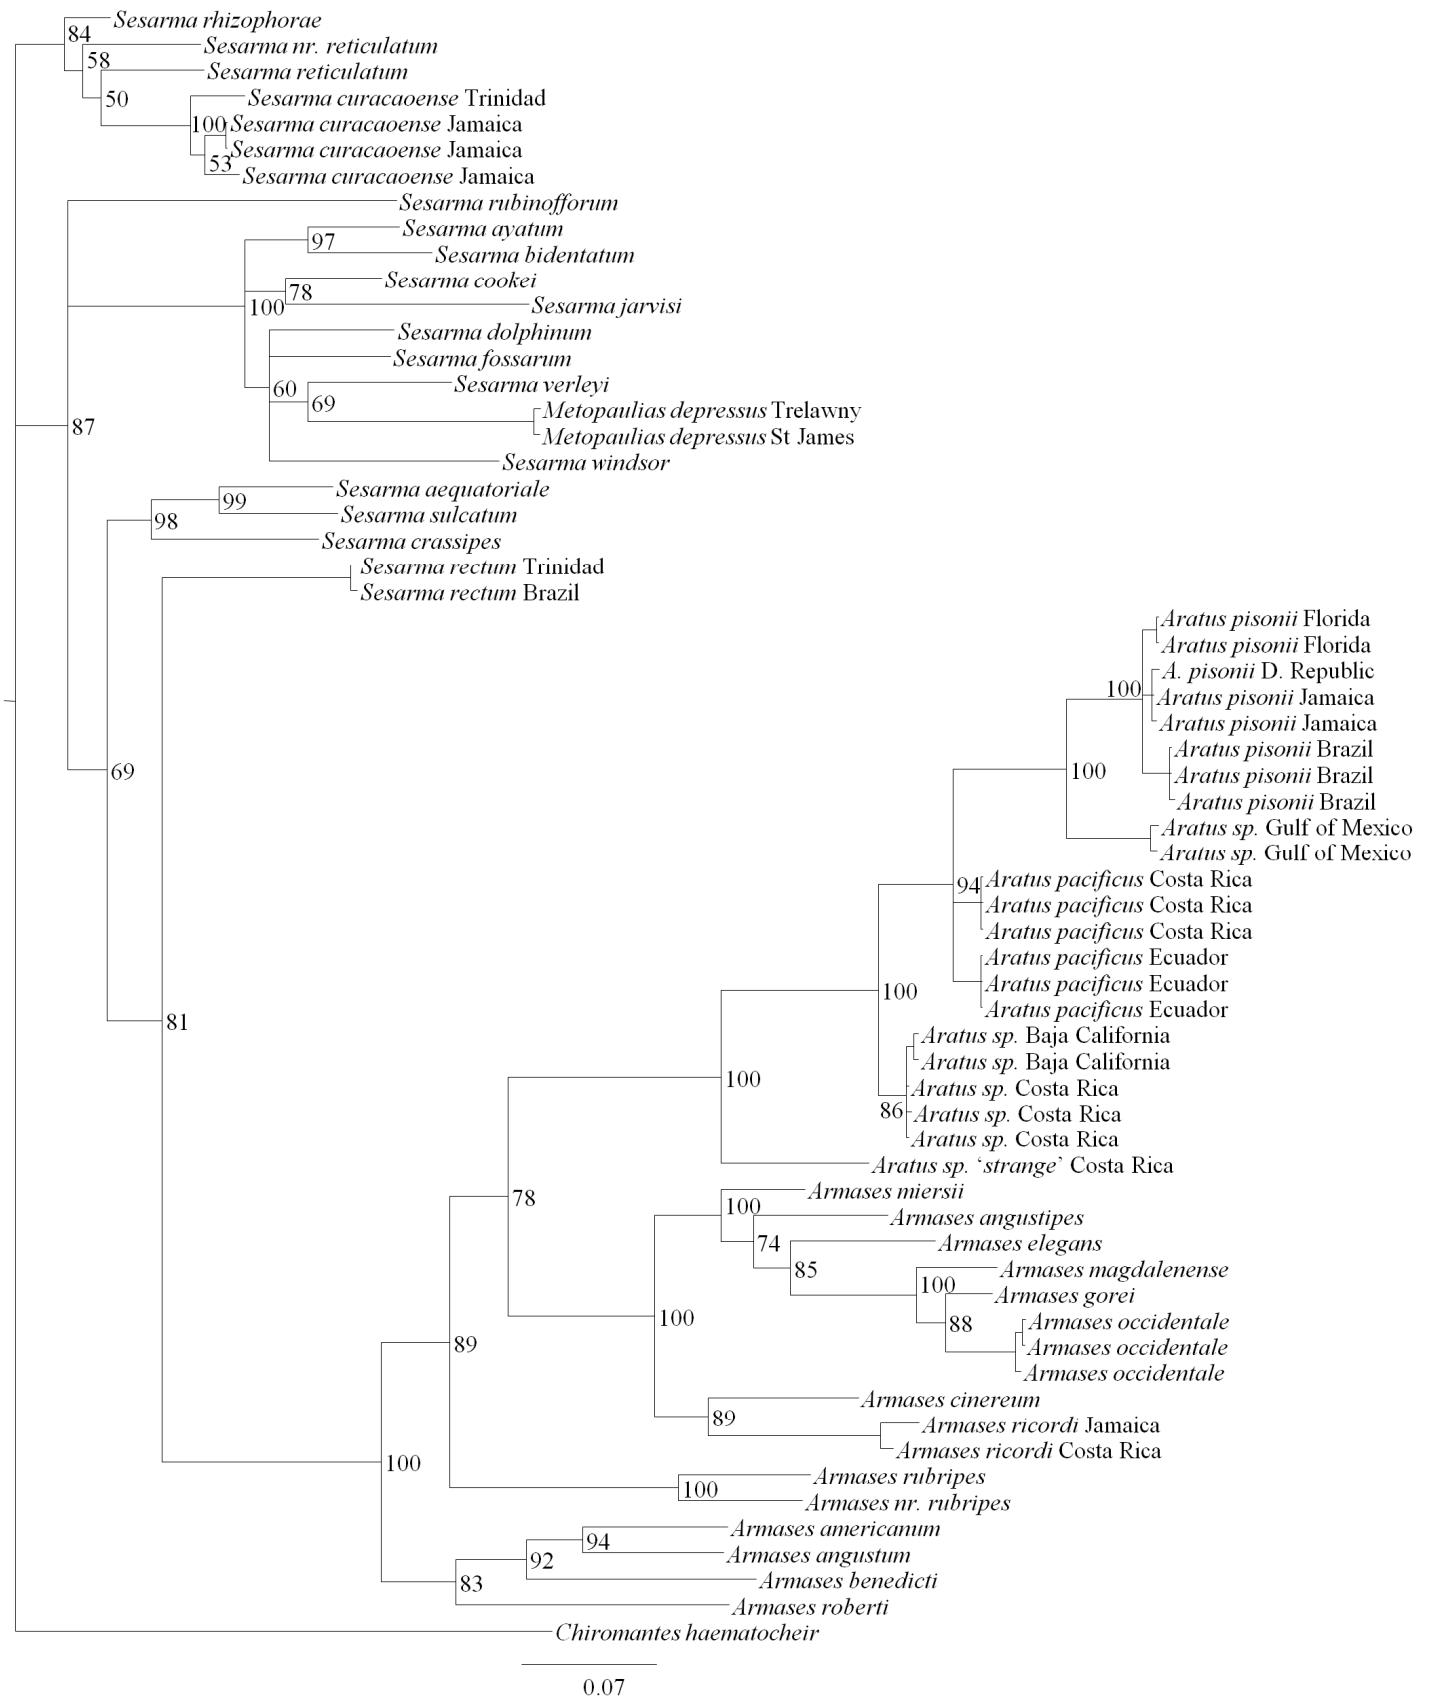 Sesarma rhizophorae
84
Sesarma nr. reticulatum
58
Sesarma reticulatum
50
Sesarma curacaoense Trinidad
100
Sesarma curacaoense Jamaica
Sesarma curacaoense Jamaica
53
Sesarma curacaoense Jamaica
Sesarma rubinofforum
Sesarma ayatum
97
Sesarma bidentatum
Sesarma cookei
78
100
Sesarma jarvisi
Sesarma dolphinum
Sesarma fossarum
Sesarma verleyi
60
69
Metopaulias depressus Trelawny
87
Metopaulias depressus St James
Sesarma windsor
Sesarma aequatoriale
99
Sesarma sulcatum
98
Sesarma crassipes
Sesarma rectum Trinidad
Sesarma rectum Brazil
Aratus pisonii Florida
Aratus pisonii Florida
A. pisonii D. Republic
100
Aratus pisonii Jamaica
Aratus pisonii Jamaica
Aratus pisonii Brazil
69
100
Aratus pisonii Brazil
Aratus pisonii Brazil
Aratus sp. Gulf of Mexico
Aratus sp. Gulf of Mexico
94
Aratus pacificus Costa Rica
Aratus pacificus Costa Rica
Aratus pacificus Costa Rica
Aratus pacificus Ecuador
Aratus pacificus Ecuador
100
Aratus pacificus Ecuador
81
Aratus sp. Baja California
Aratus sp. Baja California
100
Aratus sp. Costa Rica
86
Aratus sp. Costa Rica
Aratus sp. Costa Rica
Aratus sp. ‘strange’ Costa Rica
78
Armases miersii
100
Armases angustipes
74
Armases elegans
85
Armases magdalenense
100
Armases gorei
100
88
Armases occidentale
89
Armases occidentale
Armases occidentale
Armases cinereum
89
Armases ricordi Jamaica
Armases ricordi Costa Rica
100
Armases rubripes
100
Armases nr. rubripes
Armases americanum
94
Armases angustum
92
Armases benedicti
83
Armases roberti
Chiromantes haematocheir
0.07